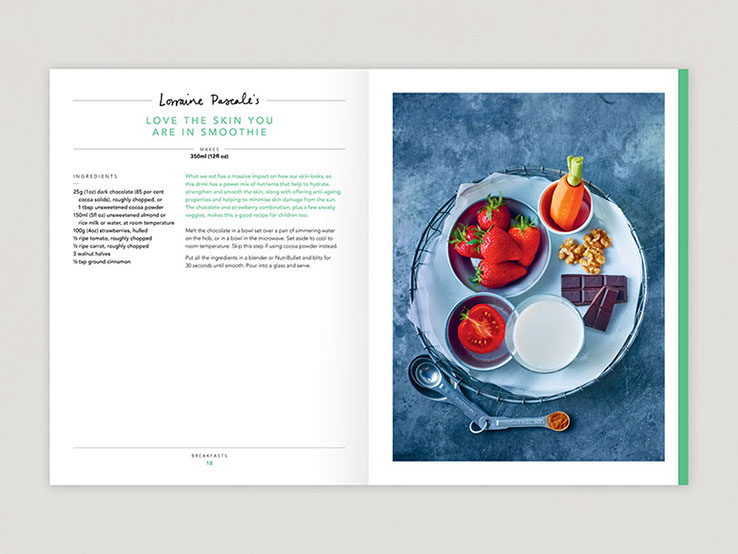 Lorraine Pascale's
LOVE THE SKIN YOU
ARE IN SMOOTHIE
MAKES
350ml (12fl oz)
INGREDIENTS
25g (1oz) dark chocolate (85 per cent
cocoa solids), roughly chopped, or
1 tbsp unsweetened cocoa powder
150ml (5fl oz) unsweetened almond or
rice milk or water, at room temperature
100g (4oz) strawberries, hulled
½ ripe tomato, roughly chopped
½ ripe carrot, roughly chopped
3 walnut halves
½ tsp ground cinnamon
What we eat has a massive impact on how our skin looks, so
this drink has a power mix of nutrients that help to hydrate,
strengthen and smooth the skin, along with offering anti-ageing
properties and helping to minimise skin damage from the sun.
The chocolate and strawberry combination, plus a few sneaky
veggies, makes this a good recipe for children too.
Melt the chocolate in a bowl set over a pan of simmering water
on the hob, or in a bowl in the microwave. Set aside to cool to
room temperature. Skip this step if using cocoa powder instead.
Put all the ingredients in a blender or NutriBullet and blitz for
30 seconds until smooth. Pour into a glass and serve.
BREAKFASTS
18